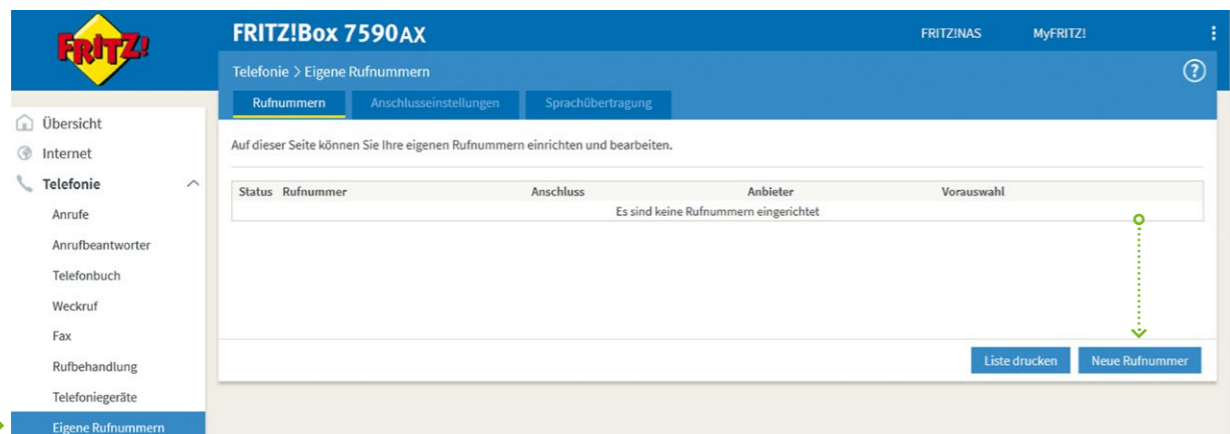 FRITZ!
FRITZ!Box 7590 AX
FRITZ!NAS MyFRITZ!
Telefonie > Eigene Rufnummern
?
Rufnummern Anschlusseinstellungen Sprachübertragung
Übersicht
Internet
Telefonie
Anrufe
Anrufbeantworter
Telefonbuch
Weckruf
Fax
Rufbehandlung
Telefoniegeräte
Eigene Rufnummern
Auf dieser Seite können Sie Ihre eigenen Rufnummern einrichten und bearbeiten.
Status Rufnummer Anschluss Anbieter Vorauswahl
Es sind keine Rufnummern eingerichtet
Liste drucken Neue Rufnummer